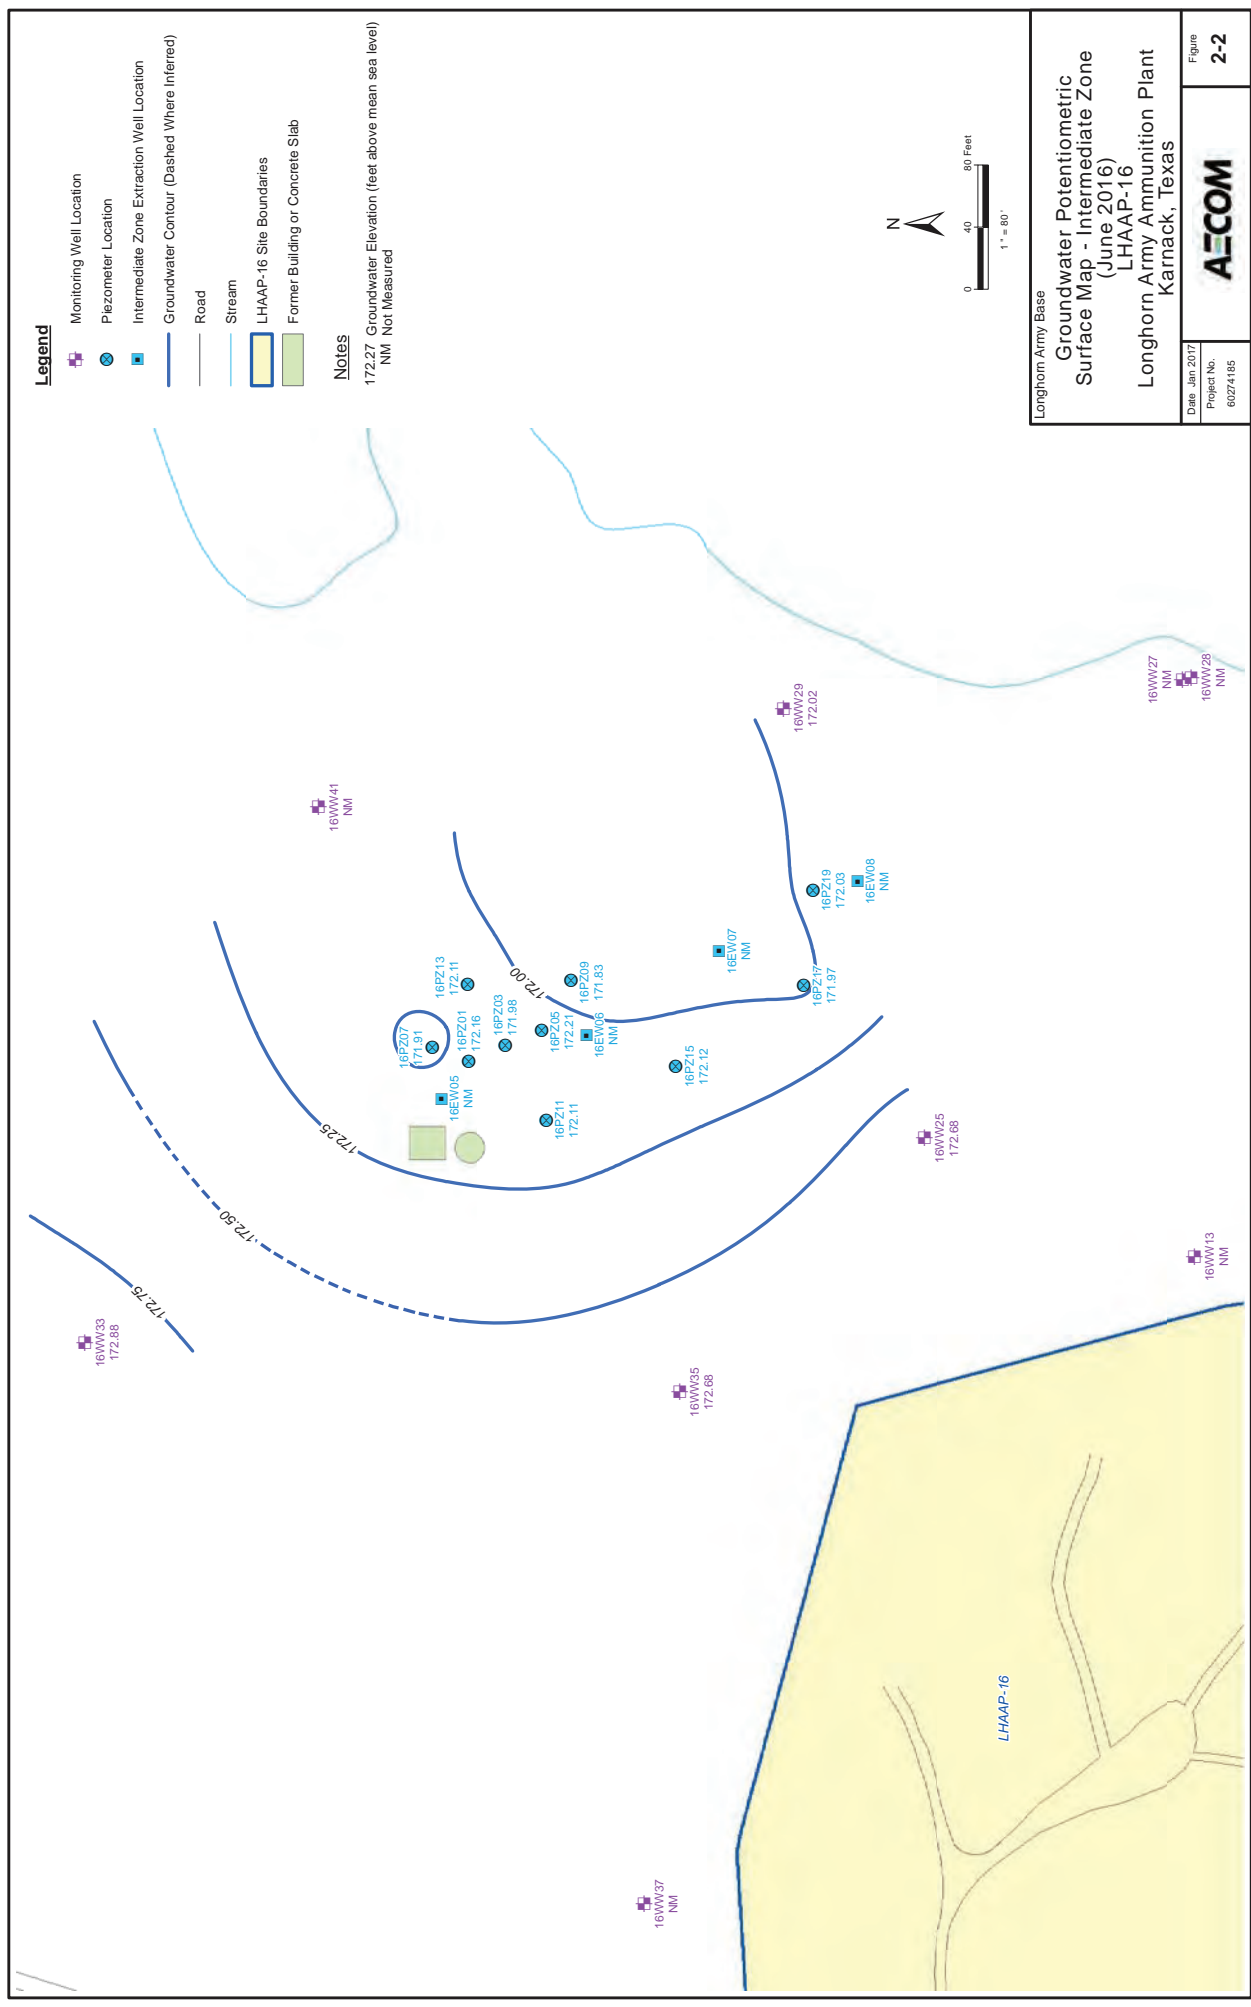 Legend
Monitoring Well Location
Piezometer Location
Intermediate Zone Extraction Well Location
Groundwater Contour (Dashed Where Inferred)
Road
Stream
LHAAP-16 Site Boundaries
Former Building or Concrete Slab
Notes
172.27 Groundwater Elevation (feet above mean sea level)
NM Not Measured
16WW33
172.88
172.75
172.50
172.25
172.00
16WW41
NM
16PZ07
171.91
16PZ13
172.11
16PZ01
172.16
16PZ03
171.98
16EW05
NM
16PZ05
172.21
16PZ09
171.83
16EW06
NM
16PZ11
172.11
16PZ15
172.12
16EW07
NM
16PZ17
171.97
16PZ19
172.03
16EW08
NM
16WW29
172.02
16WW27
NM
16WW28
NM
16WW25
172.68
16WW35
172.68
16WW13
NM
16WW37
NM
LHAAP-16
N
0 40 80 Feet
1 " = 80 '
Longhorn Army Base
Groundwater Potentiometric
Surface Map - Intermediate Zone
(June 2016)
LHAAP-16
Longhorn Army Ammunition Plant
Karnack, Texas
Date Jan 2017
Project No.
60274185
AECOM
Figure
2-2